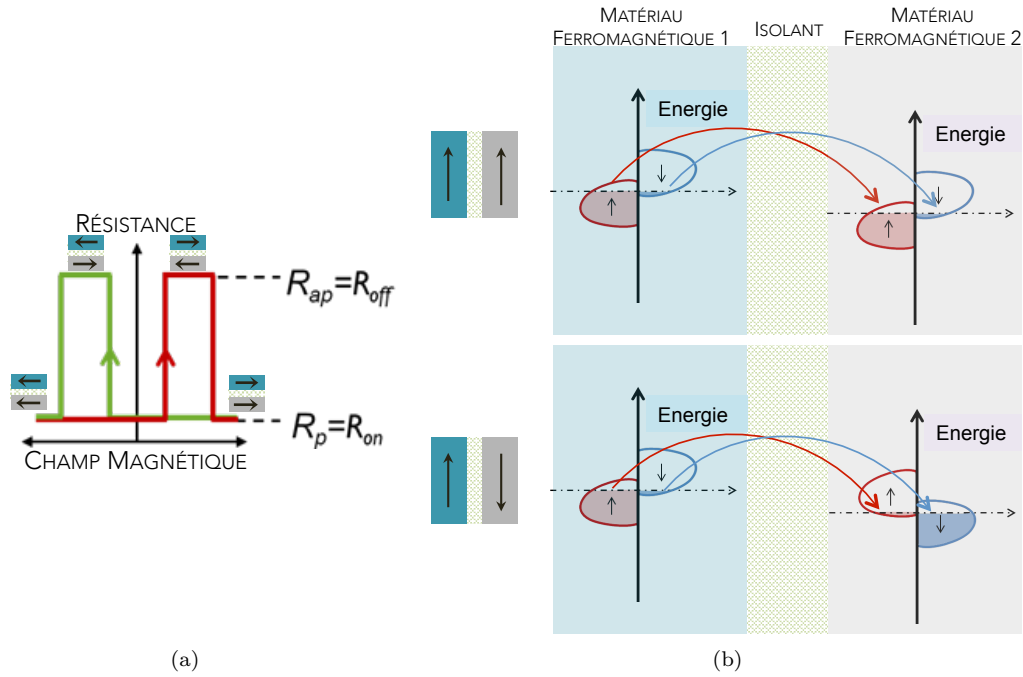 MATÉRIAU
FERROMAGNÉTIQUE 1
ISOLANT
MATÉRIAU
FERROMAGNÉTIQUE 2
Energie
Energie
RÉSISTANCE
R_ap=R_off
R_p=R_on
CHAMP MAGNÉTIQUE
Energie
Energie
(a)
(b)